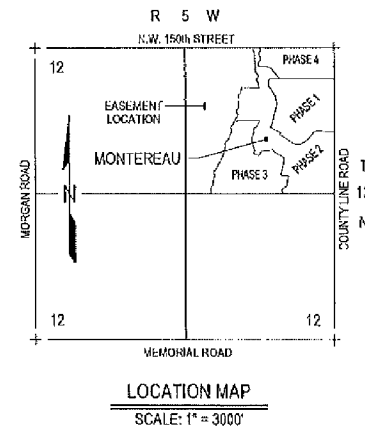 R 5 W
N.W. 150th STREET
12
PHASE 4
EASEMENT
LOCATION
PHASE 1
MONTEREAU
PHASE 2
PHASE 3
MORGAN ROAD
N
COUNTY LINE ROAD
T
12
N
12
12
MEMORIAL ROAD
LOCATION MAP
SCALE: 1" = 3000'